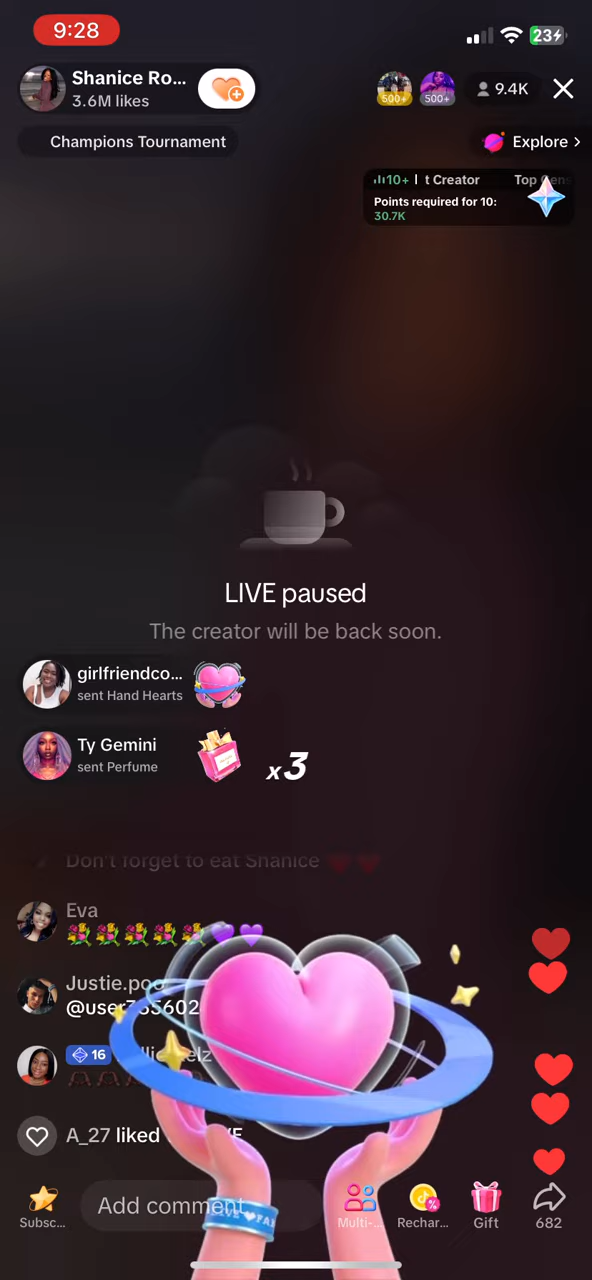 9:28
23
Shanice Ro...
3.6M likes
500+
500+
9.4K
Champions Tournament
Explore >
10+ | t Creator Top
Points required for 10:
30.7K
LIVE paused
The creator will be back soon.
girlfriendco...
sent Hand Hearts
Ty Gemini
sent Perfume
x3
Don't forget to eat Shanice
Eva
Justie.poo
@user735602
16
A_27 liked
Add comment...
Subsc...
Multi-...
Rechar...
Gift
682